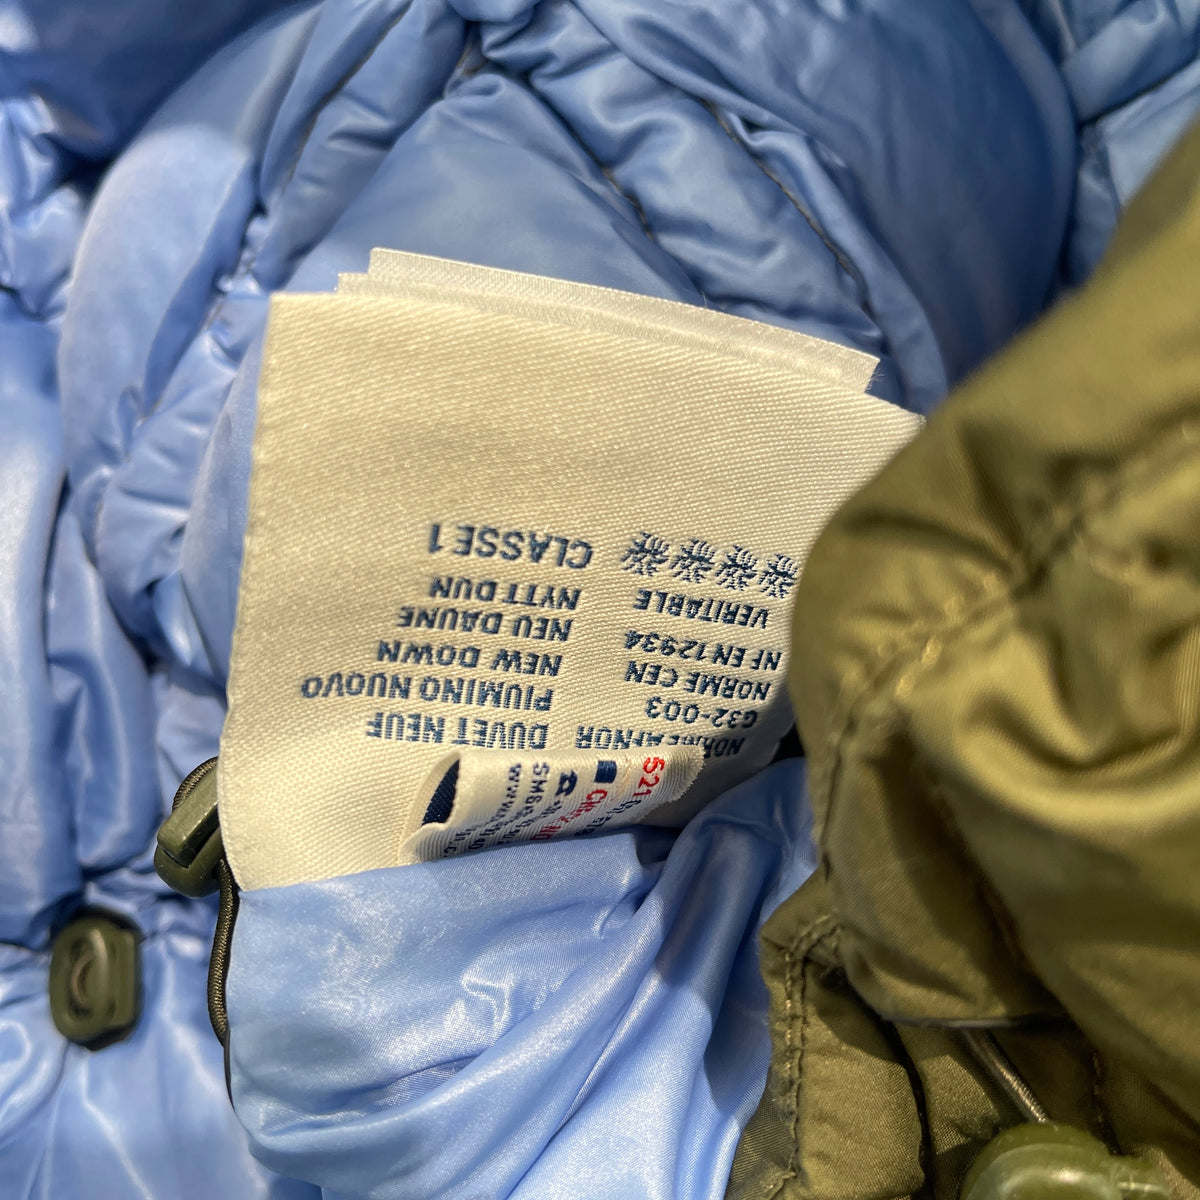 NORME AFNOR
G32-003
NORME CEN
NF EN 12934
VERITABLE
DUVET NEUF
PIUMINO NUOVO
NEW DOWN
NEU DAUNE
NYTT DUN
CLASSE 1
521